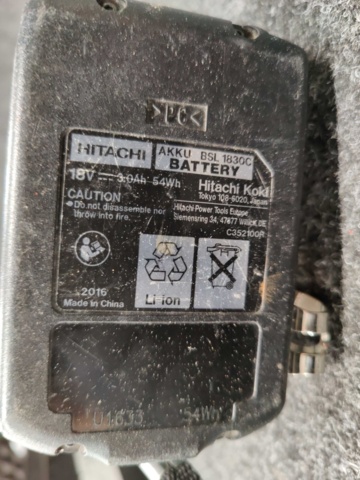 >PC<
HITACHI
AKKU BSL 1830C
BATTERY
18V 3.0Ah 54Wh
Hitachi Koki
Tokyo 108-6020, Japan
CAUTION
• Do not disassemble nor
throw into fire.
Hitachi Power Tools Europe
Siemensring 34, 47877 Willich, DE
C352100R
2016
Made in China
Li-ion
54Wh